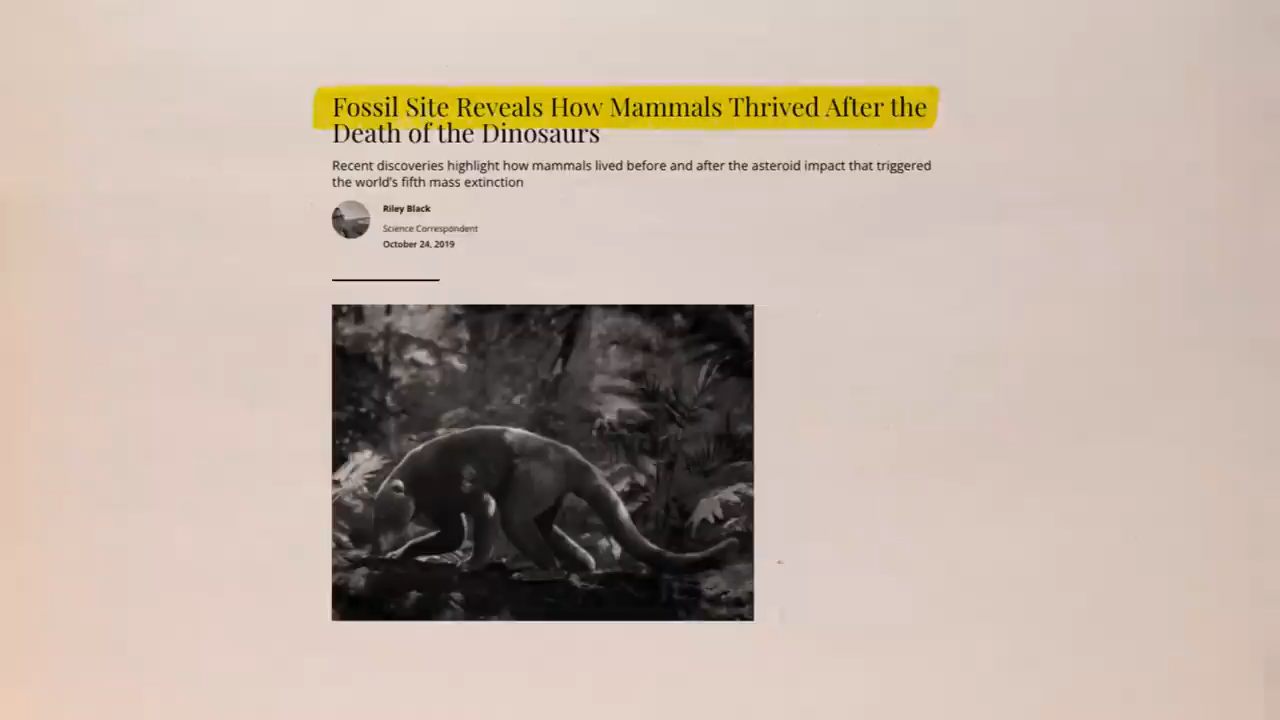 Fossil Site Reveals How Mammals Thrived After the
Death of the Dinosaurs
Recent discoveries highlight how mammals lived before and after the asteroid impact that triggered
the world's fifth mass extinction
Riley Black
Science Correspondent
October 24, 2019